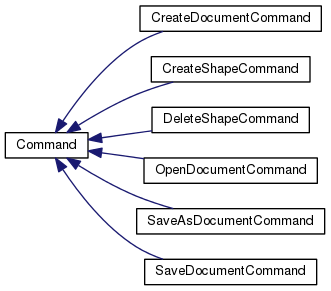 CreateDocumentCommand
CreateShapeCommand
DeleteShapeCommand
Command
OpenDocumentCommand
SaveAsDocumentCommand
SaveDocumentCommand